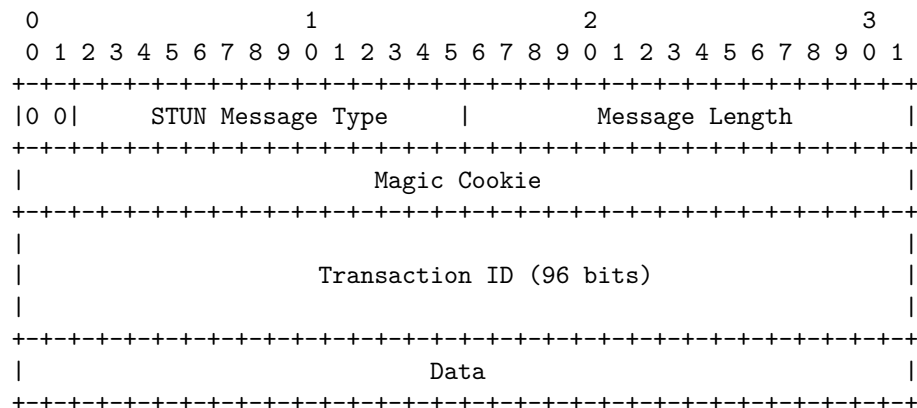 0                   1                   2                   3
 0 1 2 3 4 5 6 7 8 9 0 1 2 3 4 5 6 7 8 9 0 1 2 3 4 5 6 7 8 9 0 1
+-+-+-+-+-+-+-+-+-+-+-+-+-+-+-+-+-+-+-+-+-+-+-+-+-+-+-+-+-+-+-+-+
|0 0|     STUN Message Type     |         Message Length        |
+-+-+-+-+-+-+-+-+-+-+-+-+-+-+-+-+-+-+-+-+-+-+-+-+-+-+-+-+-+-+-+-+
|                         Magic Cookie                          |
+-+-+-+-+-+-+-+-+-+-+-+-+-+-+-+-+-+-+-+-+-+-+-+-+-+-+-+-+-+-+-+-+
|                                                               |
|                     Transaction ID (96 bits)                  |
|                                                               |
+-+-+-+-+-+-+-+-+-+-+-+-+-+-+-+-+-+-+-+-+-+-+-+-+-+-+-+-+-+-+-+-+
|                             Data                              |
+-+-+-+-+-+-+-+-+-+-+-+-+-+-+-+-+-+-+-+-+-+-+-+-+-+-+-+-+-+-+-+-+